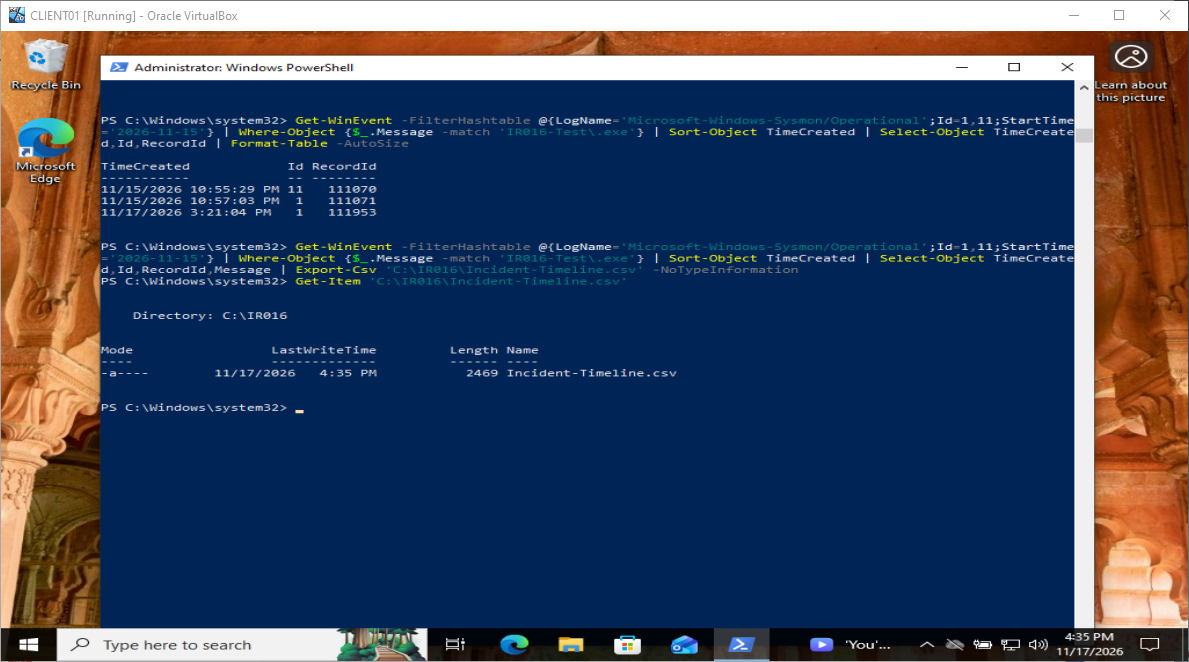 CLIENT01 [Running] - Oracle VirtualBox
Recycle Bin
Microsoft
Edge
Learn about
this picture
Administrator: Windows PowerShell
PS C:\Windows\system32> Get-WinEvent -FilterHashtable @{LogName='Microsoft-Windows-Sysmon/Operational';Id=1,11;StartTime
='2026-11-15'} | Where-Object {$_.Message -match 'IR016-Test\.exe'} | Sort-Object TimeCreated | Select-Object TimeCreate
d,Id,RecordId | Format-Table -AutoSize
TimeCreated Id RecordId
----------- -- --------
11/15/2026 10:55:29 PM 11 111070
11/15/2026 10:57:03 PM 1 111071
11/17/2026 3:21:04 PM 1 111953
PS C:\Windows\system32> Get-WinEvent -FilterHashtable @{LogName='Microsoft-Windows-Sysmon/Operational';Id=1,11;StartTime
='2026-11-15'} | Where-Object {$_.Message -match 'IR016-Test\.exe'} | Sort-Object TimeCreated | Select-Object TimeCreate
d,Id,RecordId,Message | Export-Csv 'C:\IR016\Incident-Timeline.csv' -NoTypeInformation
PS C:\Windows\system32> Get-Item 'C:\IR016\Incident-Timeline.csv'
Directory: C:\IR016
Mode LastWriteTime Length Name
---- ------------- ------ ----
-a---- 11/17/2026 4:35 PM 2469 Incident-Timeline.csv
PS C:\Windows\system32>
Type here to search
'You'...
4:35 PM
11/17/2026